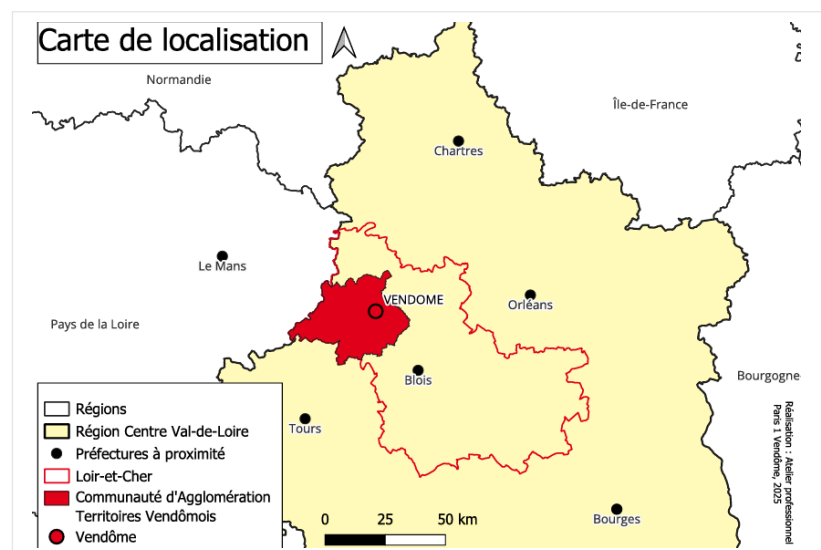 Carte de localisation
Normandie
Île-de-France
Chartres
Le Mans
VENDOME
Orléans
Pays de la Loire
Blois
Bourgogne-
Tours
Bourges
Régions
Région Centre Val-de-Loire
Préfectures à proximité
Loir-et-Cher
Communauté d'Agglomération
Territoires Vendômois
Vendôme
0 25 50 km
Réalisation : Atelier professionnel
Paris 1 Vendôme, 2025